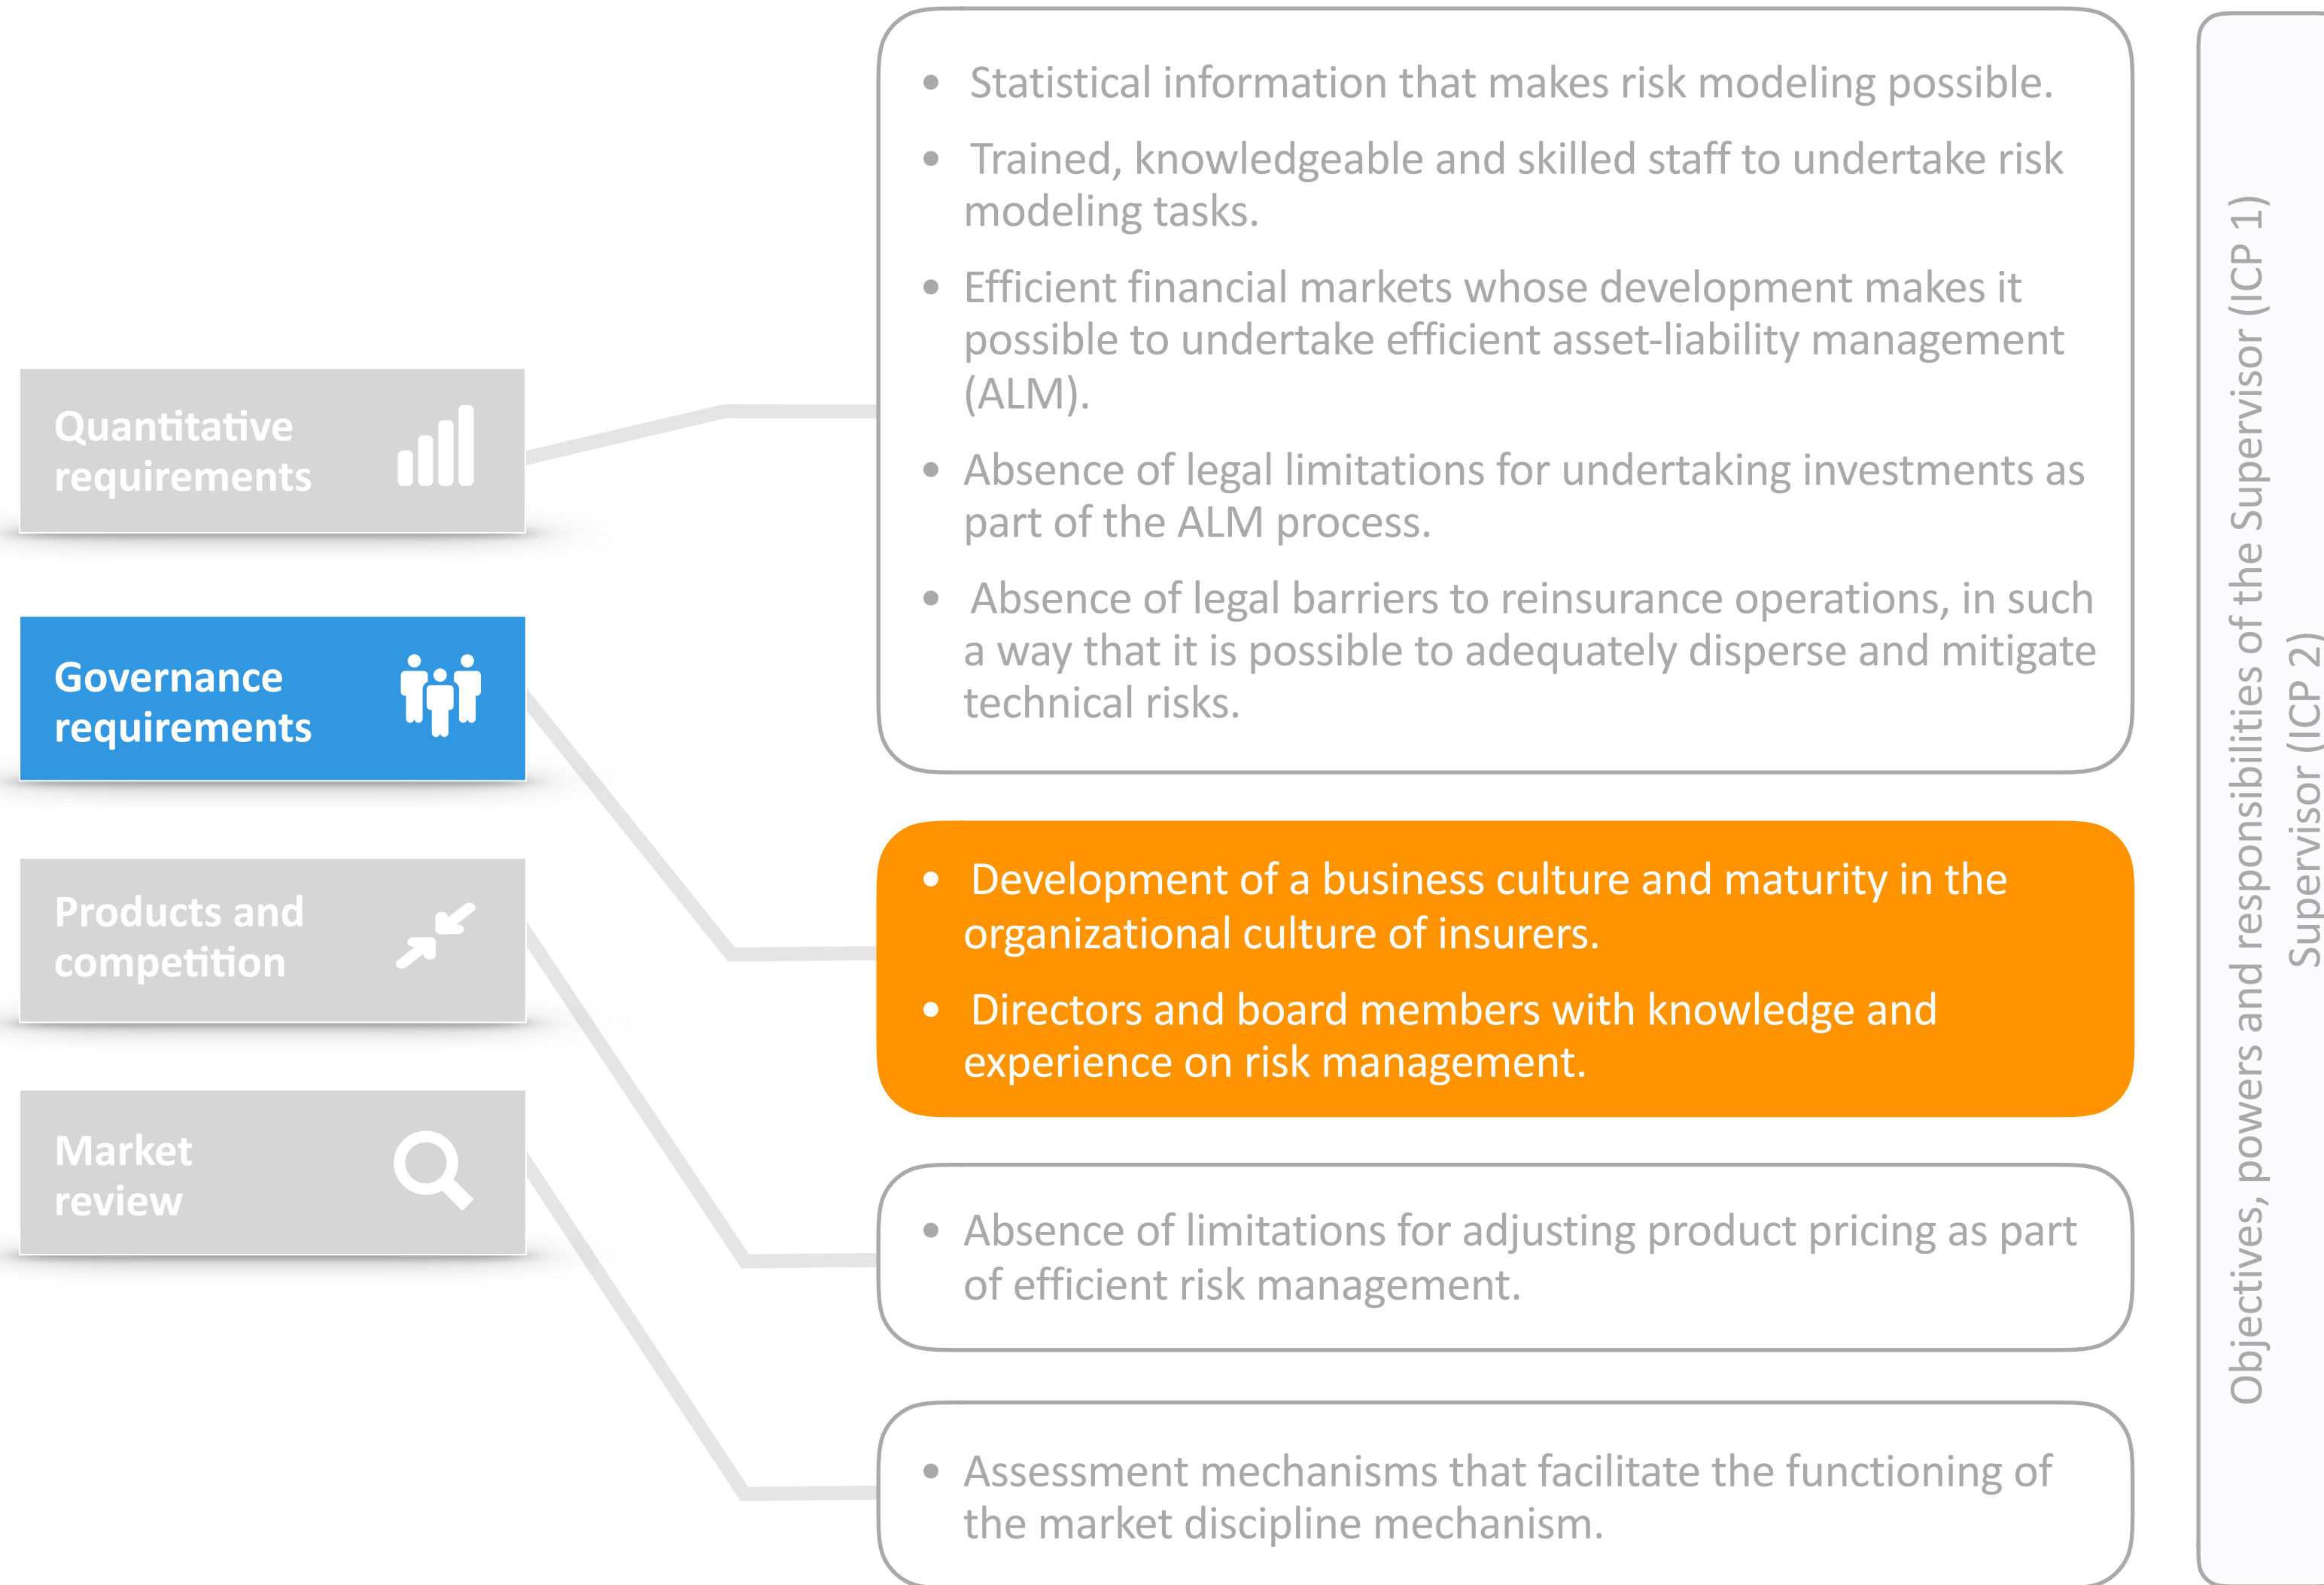 Quantitative
requirements
Governance
requirements
Products and
competition
Market
review
• Statistical information that makes risk modeling possible.
• Trained, knowledgeable and skilled staff to undertake risk
modeling tasks.
• Efficient financial markets whose development makes it
possible to undertake efficient asset-liability management
(ALM).
• Absence of legal limitations for undertaking investments as
part of the ALM process.
• Absence of legal barriers to reinsurance operations, in such
a way that it is possible to adequately disperse and mitigate
technical risks.
• Development of a business culture and maturity in the
organizational culture of insurers.
• Directors and board members with knowledge and
experience on risk management.
• Absence of limitations for adjusting product pricing as part
of efficient risk management.
• Assessment mechanisms that facilitate the functioning of
the market discipline mechanism.
Objectives, powers and responsibilities of the Supervisor (ICP 1)
Supervisor (ICP 2)